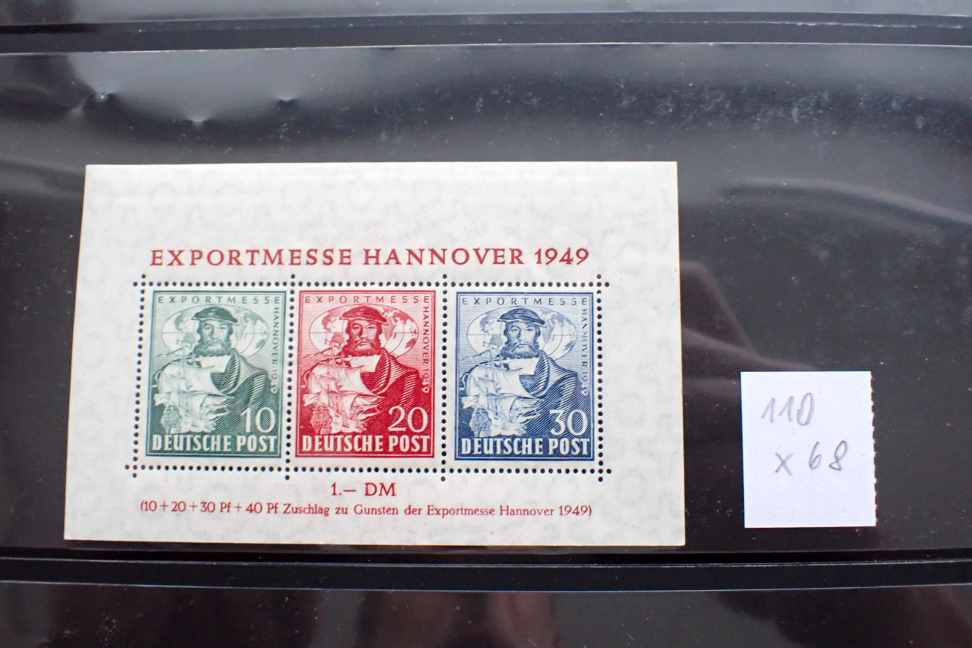 EXPORTMESSE HANNOVER 1949
EXPORTMESSE
HANNOVER 1949
10
DEUTSCHE POST
EXPORTMESSE
HANNOVER 1949
20
DEUTSCHE POST
EXPORTMESSE
HANNOVER 1949
30
DEUTSCHE POST
1.— DM
(10+20+30 Pf + 40 Pf Zuschlag zu Gunsten der Exportmesse Hannover 1949)
110
x 68